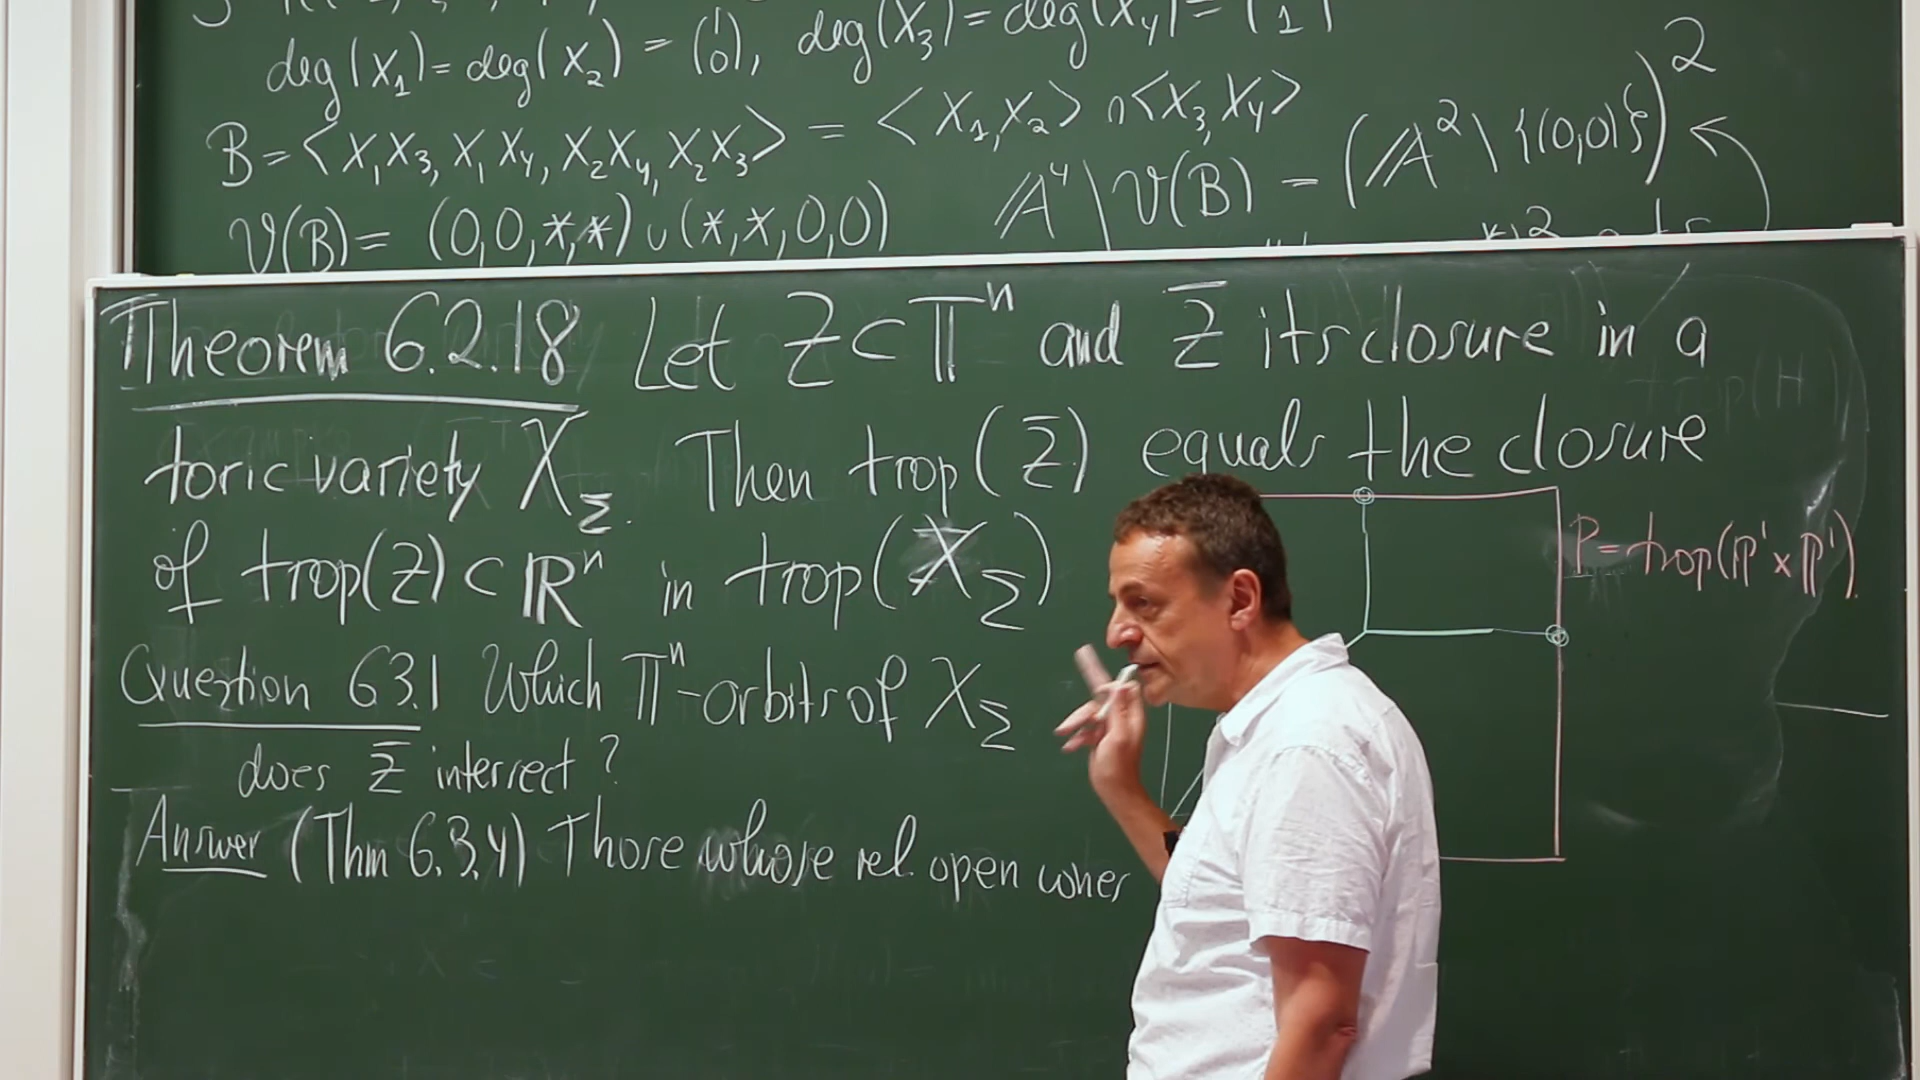 deg(x₁) = deg(x₂) = (1 0), deg(x₃) = deg(x₄) = ( 1)
B = <x₁x₃, x₁x₄, x₂x₄, x₂x₃> = <x₁,x₂> ∩ <x₃,x₄>
V(B) = (0,0,*,*) ∪ (*,*,0,0)
𝔸⁴ \ V(B) = (𝔸² \ {(0,0)})²
Theorem 6.2.18 Let Z ⊂ 𝕋ⁿ and Z̄ its closure in a
toric variety X_Σ. Then trop(Z̄) equals the closure
of trop(Z) ⊂ ℝⁿ in trop(X_Σ)
P = trop(ℙ¹ × ℙ¹).
Question 6.3.1 Which 𝕋ⁿ-orbits of X_Σ
does Z̄ intersect?
Answer (Thm 6.3.4) Those whose rel. open cones